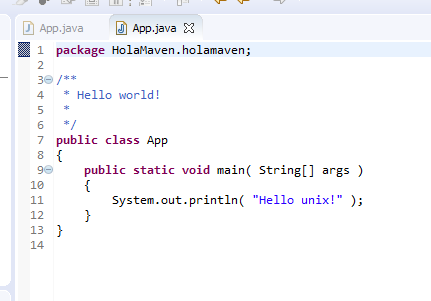 App.java App.java
1 package HolaMaven.holamaven;
2
3 /**
4  * Hello world!
5  *
6  */
7 public class App
8 {
9     public static void main( String[] args )
10     {
11         System.out.println( "Hello unix!" );
12     }
13 }
14